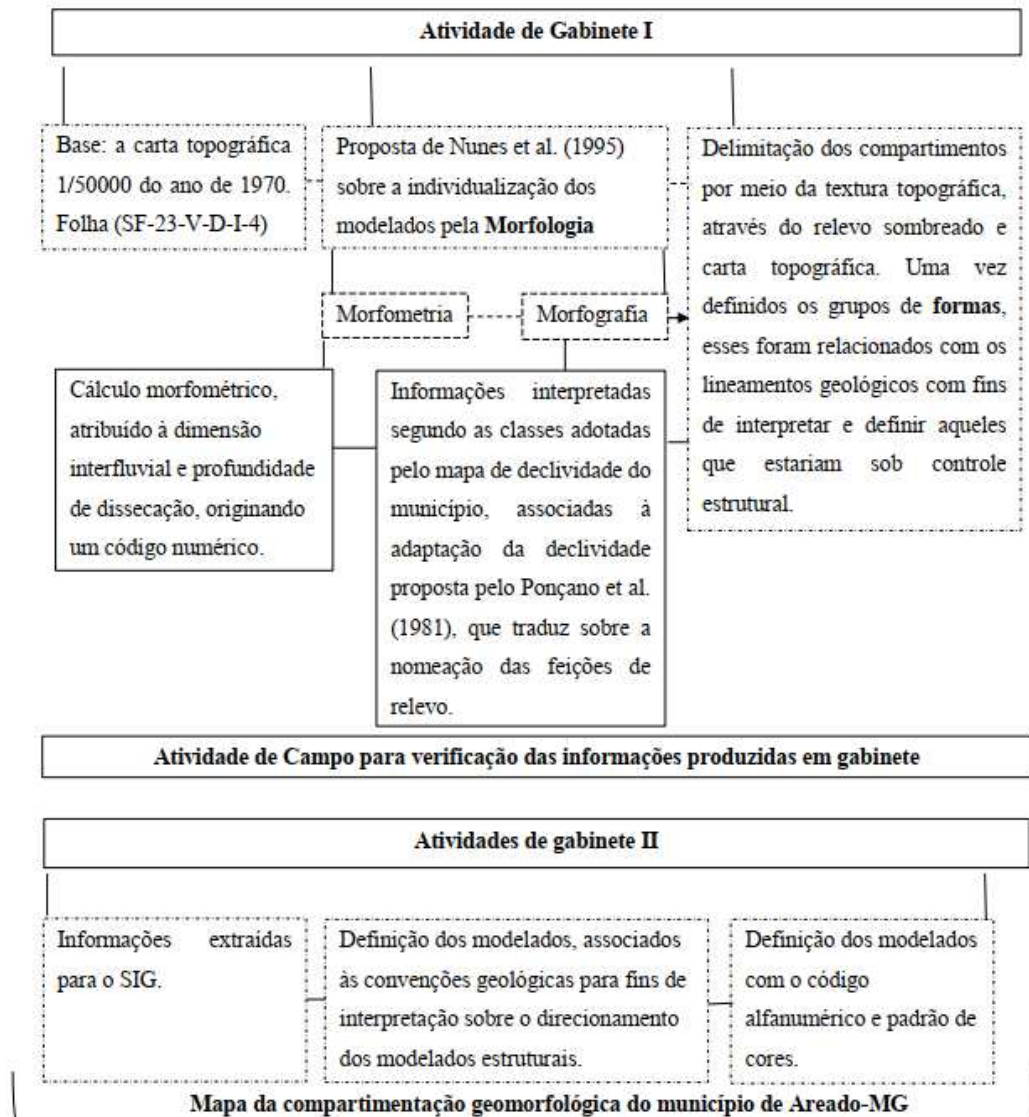 Atividade de Gabinete I
Base: a carta topográfica
1/50000 do ano de 1970.
Folha (SF-23-V-D-I-4)
Proposta de Nunes et al. (1995)
sobre a individualização dos
modelados pela Morfologia
Delimitação dos compartimentos
por meio da textura topográfica,
através do relevo sombreado e
carta topográfica. Uma vez
definidos os grupos de formas,
esses foram relacionados com os
lineamentos geológicos com fins
de interpretar e definir aqueles
que estariam sob controle
estrutural.
Morfometria
Morfografia
Cálculo morfométrico,
atribuído à dimensão
interfluvial e profundidade
de dissecação, originando
um código numérico.
Informações interpretadas
segundo as classes adotadas
pelo mapa de declividade do
município, associadas à
adaptação da declividade
proposta pelo Ponçano et al.
(1981), que traduz sobre a
nomeação das feições de
relevo.
Atividade de Campo para verificação das informações produzidas em gabinete
Atividades de gabinete II
Informações extraídas
para o SIG.
Definição dos modelados, associados
às convenções geológicas para fins de
interpretação sobre o direcionamento
dos modelados estruturais.
Definição dos modelados
com o código
alfanumérico e padrão de
cores.
Mapa da compartimentação geomorfológica do município de Areado-MG